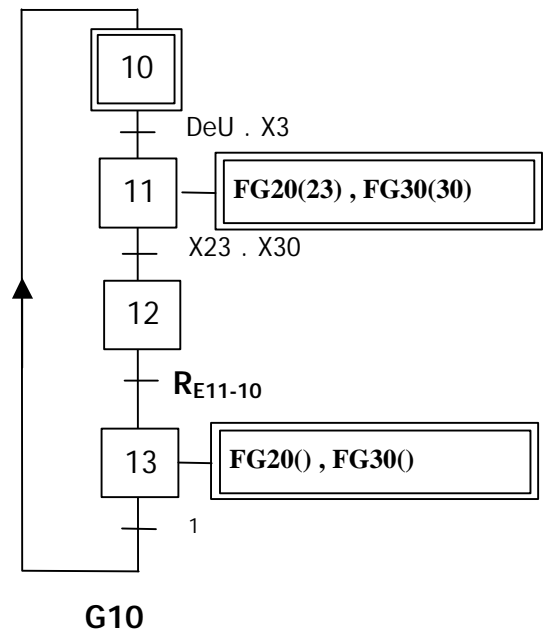 10
DeU . X3
11
FG20(23) , FG30(30)
X23 . X30
12
RE11-10
13
FG20() , FG30()
1
G10